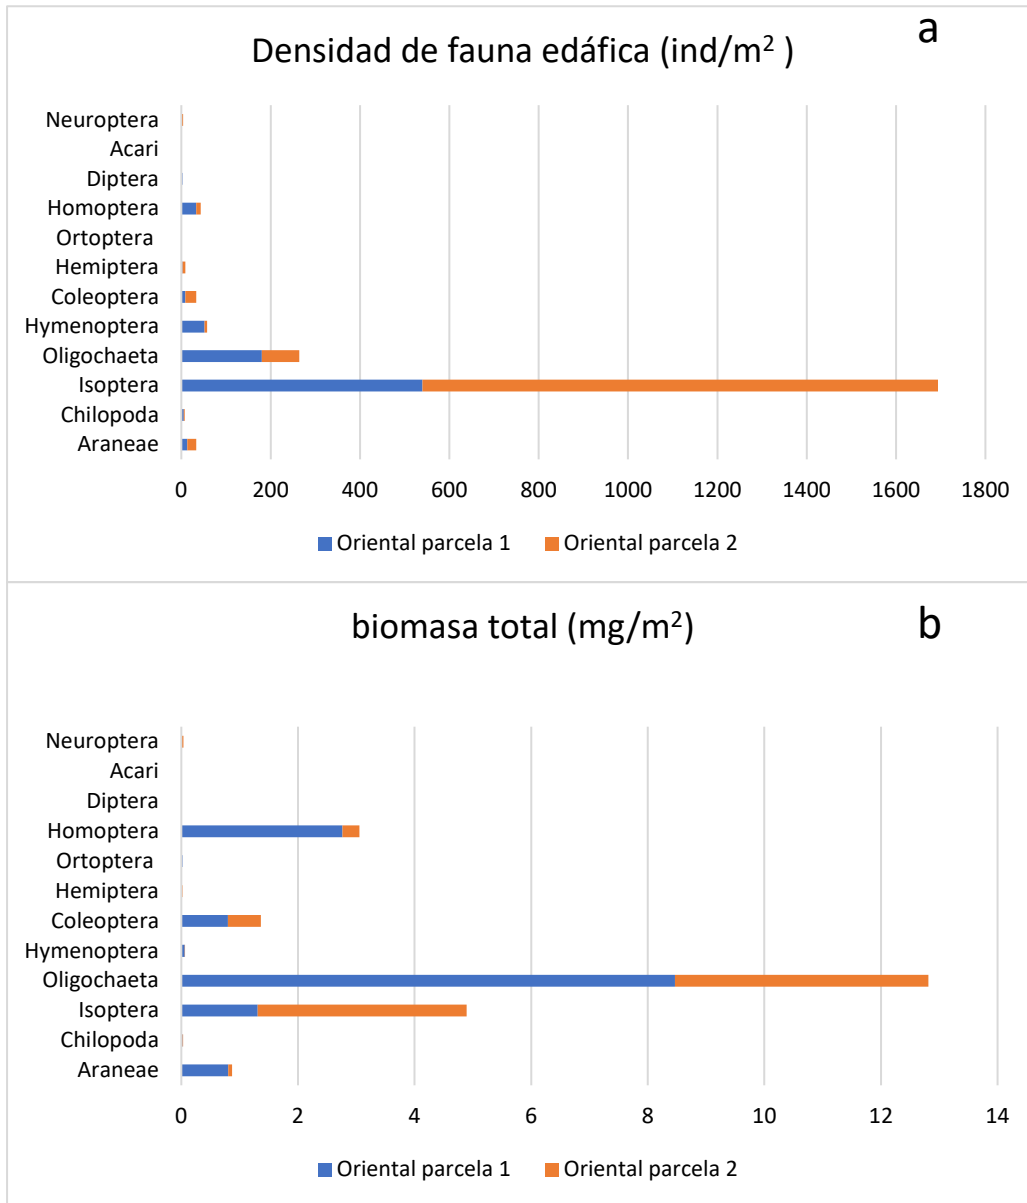 a
Densidad de fauna edáfica (ind/m² )
Neuroptera
Acari
Diptera
Homoptera
Ortoptera
Hemiptera
Coleoptera
Hymenoptera
Oligochaeta
Isoptera
Chilopoda
Araneae
0 200 400 600 800 1000 1200 1400 1600 1800
Oriental parcela 1 Oriental parcela 2
biomasa total (mg/m²) b
Neuroptera
Acari
Diptera
Homoptera
Ortoptera
Hemiptera
Coleoptera
Hymenoptera
Oligochaeta
Isoptera
Chilopoda
Araneae
0 2 4 6 8 10 12 14
Oriental parcela 1 Oriental parcela 2